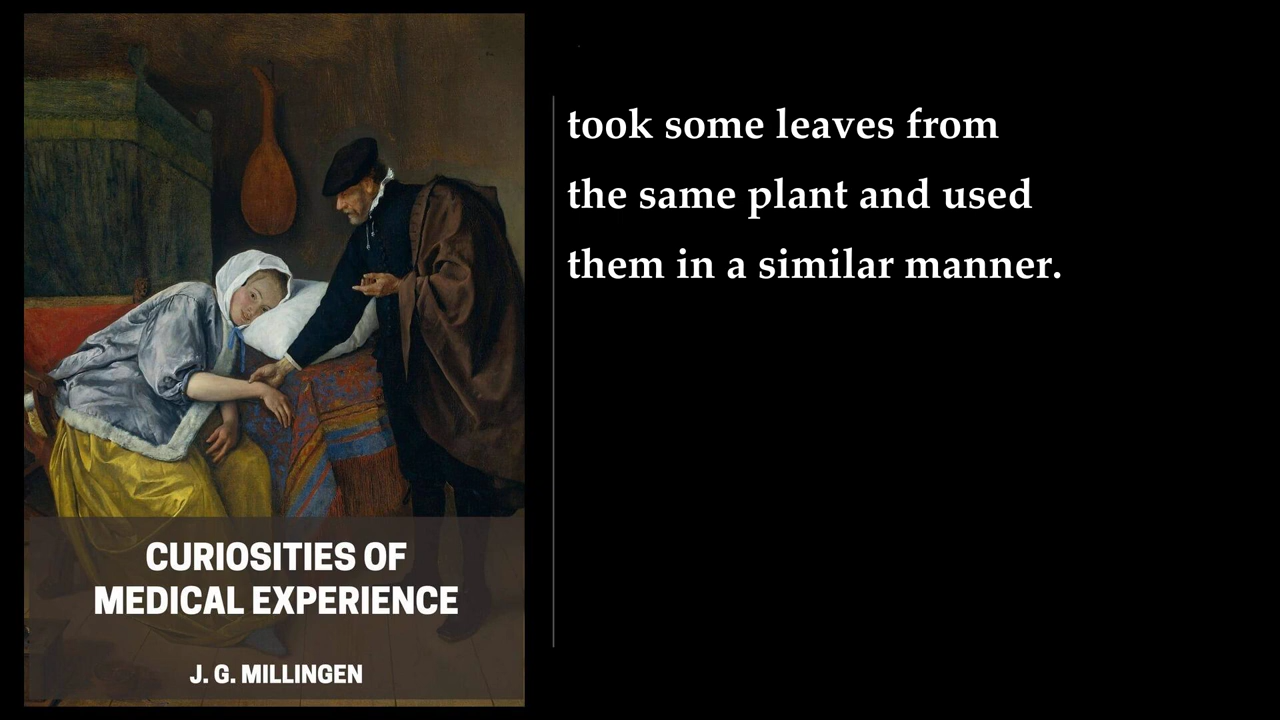 CURIOSITIES OF
MEDICAL EXPERIENCE
J. G. MILLINGEN
took some leaves from
the same plant and used
them in a similar manner.